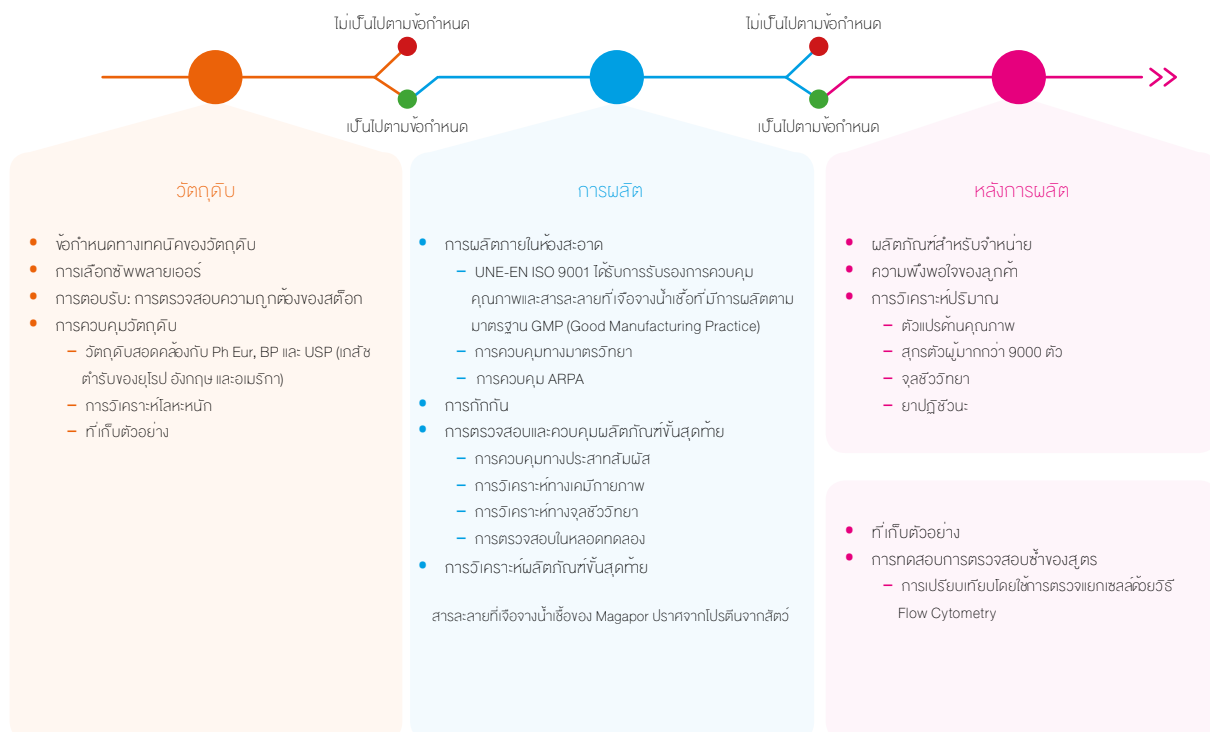 ไม่เป็นไปตามข้อกำหนด
ไม่เป็นไปตามข้อกำหนด
เป็นไปตามข้อกำหนด
เป็นไปตามข้อกำหนด
วัตถุดิบ
ข้อกำหนดทางเทคนิคของวัตถุดิบ
การเลือกซัพพลายเออร์
การตอบรับ: การตรวจสอบความถูกต้องของสต็อก
การควบคุมวัตถุดิบ
– วัตถุดิบสอดคล้องกับ Ph Eur, BP และ USP (เภสัช
ตำรับของยุโรป อังกฤษ และอเมริกา)
– การวิเคราะห์โลหะหนัก
– ที่เก็บตัวอย่าง
การผลิต
การผลิตภายในห้องสะอาด
– UNE-EN ISO 9001 ได้รับการรับรองการควบคุม
คุณภาพและสารละลายที่เจือจางน้ำเชื้อที่มีการผลิตตาม
มาตรฐาน GMP (Good Manufacturing Practice)
– การควบคุมทางมาตรวิทยา
– การควบคุม ARPA
การกักกัน
การตรวจสอบและควบคุมผลิตภัณฑ์ขั้นสุดท้าย
– การควบคุมทางประสาทสัมผัส
– การวิเคราะห์ทางเคมีกายภาพ
– การวิเคราะห์ทางจุลชีววิทยา
– การตรวจสอบในหลอดทดลอง
การวิเคราะห์ผลิตภัณฑ์ขั้นสุดท้าย
สารละลายที่เจือจางน้ำเชื้อของ Magapor ปราศจากโปรตีนจากสัตว์
หลังการผลิต
ผลิตภัณฑ์สำหรับจำหน่าย
ความพึงพอใจของลูกค้า
การวิเคราะห์ปริมาณ
– ตัวแปรด้านคุณภาพ
– สุกรตัวผู้มากกว่า 9000 ตัว
– จุลชีววิทยา
– ยาปฏิชีวนะ
ที่เก็บตัวอย่าง
การทดสอบการตรวจสอบซ้ำของสูตร
– การเปรียบเทียบโดยใช้การตรวจแยกเซลล์ด้วยวิธี
Flow Cytometry